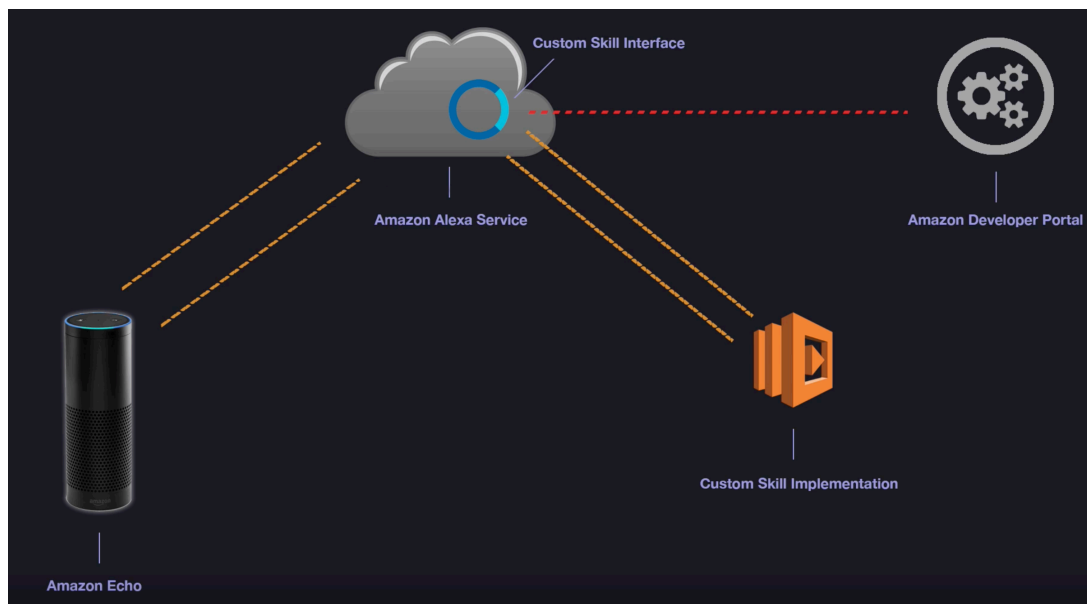 Custom Skill Interface
Amazon Alexa Service
Amazon Developer Portal
Custom Skill Implementation
Amazon Echo